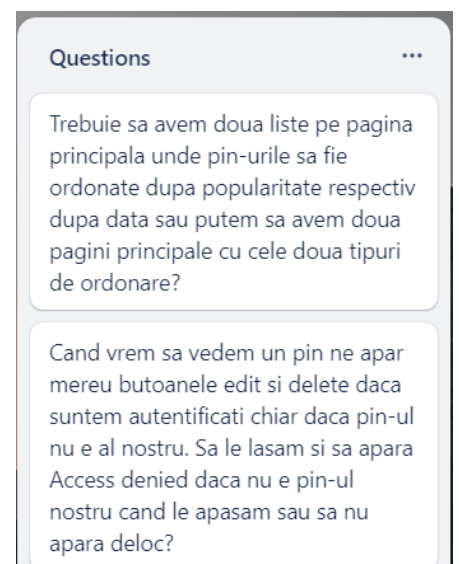 Questions
...
Trebuie sa avem doua liste pe pagina
principala unde pin-urile sa fie
ordonate dupa popularitate respectiv
dupa data sau putem sa avem doua
pagini principale cu cele doua tipuri
de ordonare?
Cand vrem sa vedem un pin ne apar
mereu butoanele edit si delete daca
suntem autentificati chiar daca pin-ul
nu e al nostru. Sa le lasam si sa apara
Access denied daca nu e pin-ul
nostru cand le apasam sau sa nu
apara deloc?